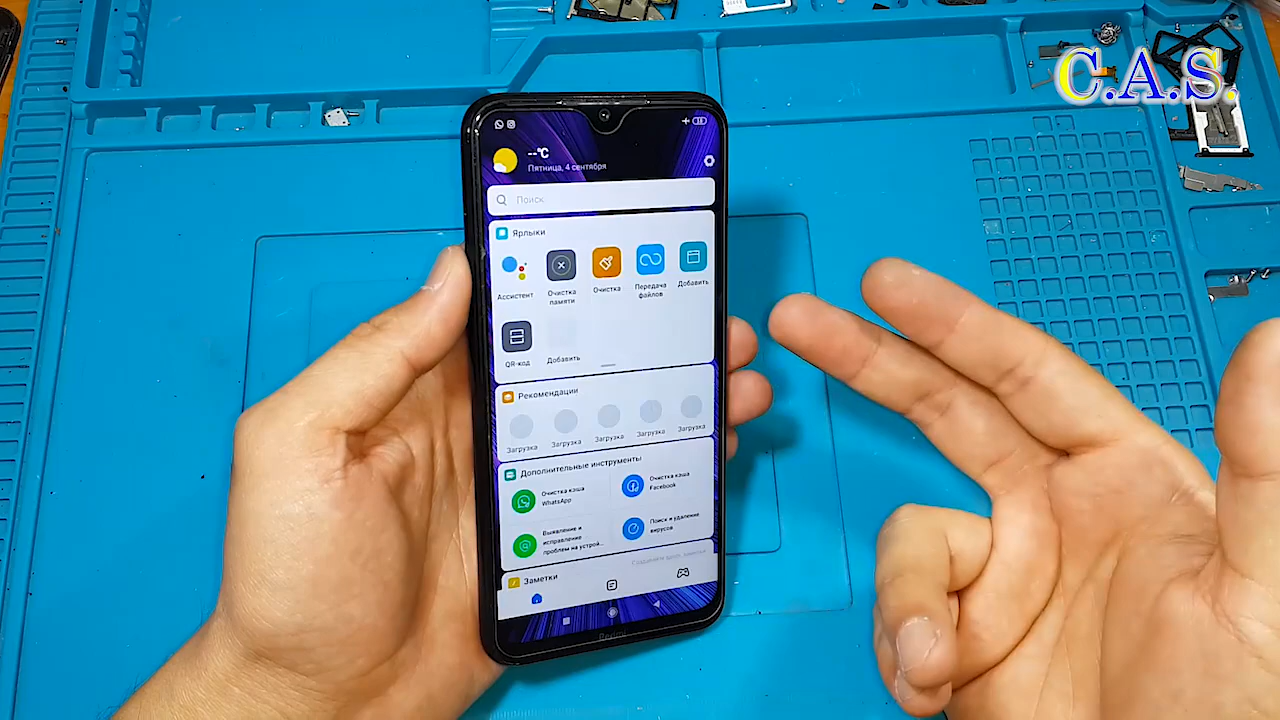 C.A.S.
--°C
Пятница, 4 сентября
Поиск
Ярлыки
Ассистент
Очистка
памяти
Очистка
Передача
файлов
Добавить
QR-код
Добавить
Рекомендации
Загрузка
Загрузка
Загрузка
Загрузка
Загрузка
Дополнительные инструменты
Очистка кэша
WhatsApp
Очистка кэша
Facebook
Выявление и
исправление
проблем на устрой...
Поиск и удаление
вирусов
Заметки
Redmi